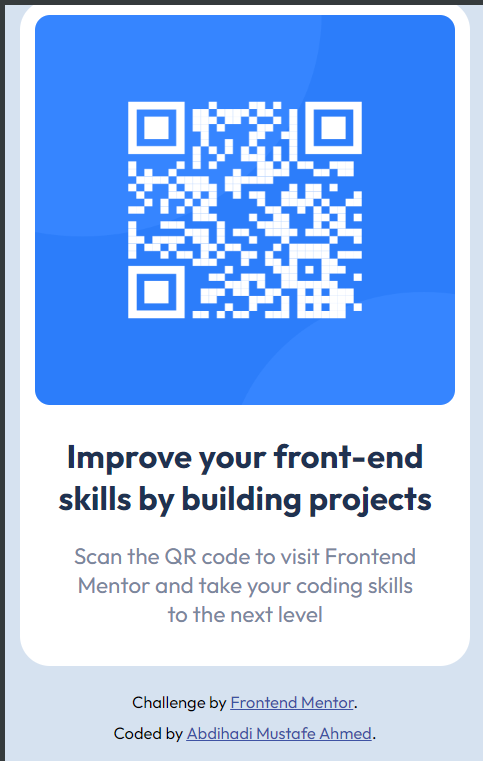 Improve your front-end
skills by building projects
Scan the QR code to visit Frontend
Mentor and take your coding skills
to the next level
Challenge by Frontend Mentor.
Coded by Abdihadi Mustafe Ahmed.